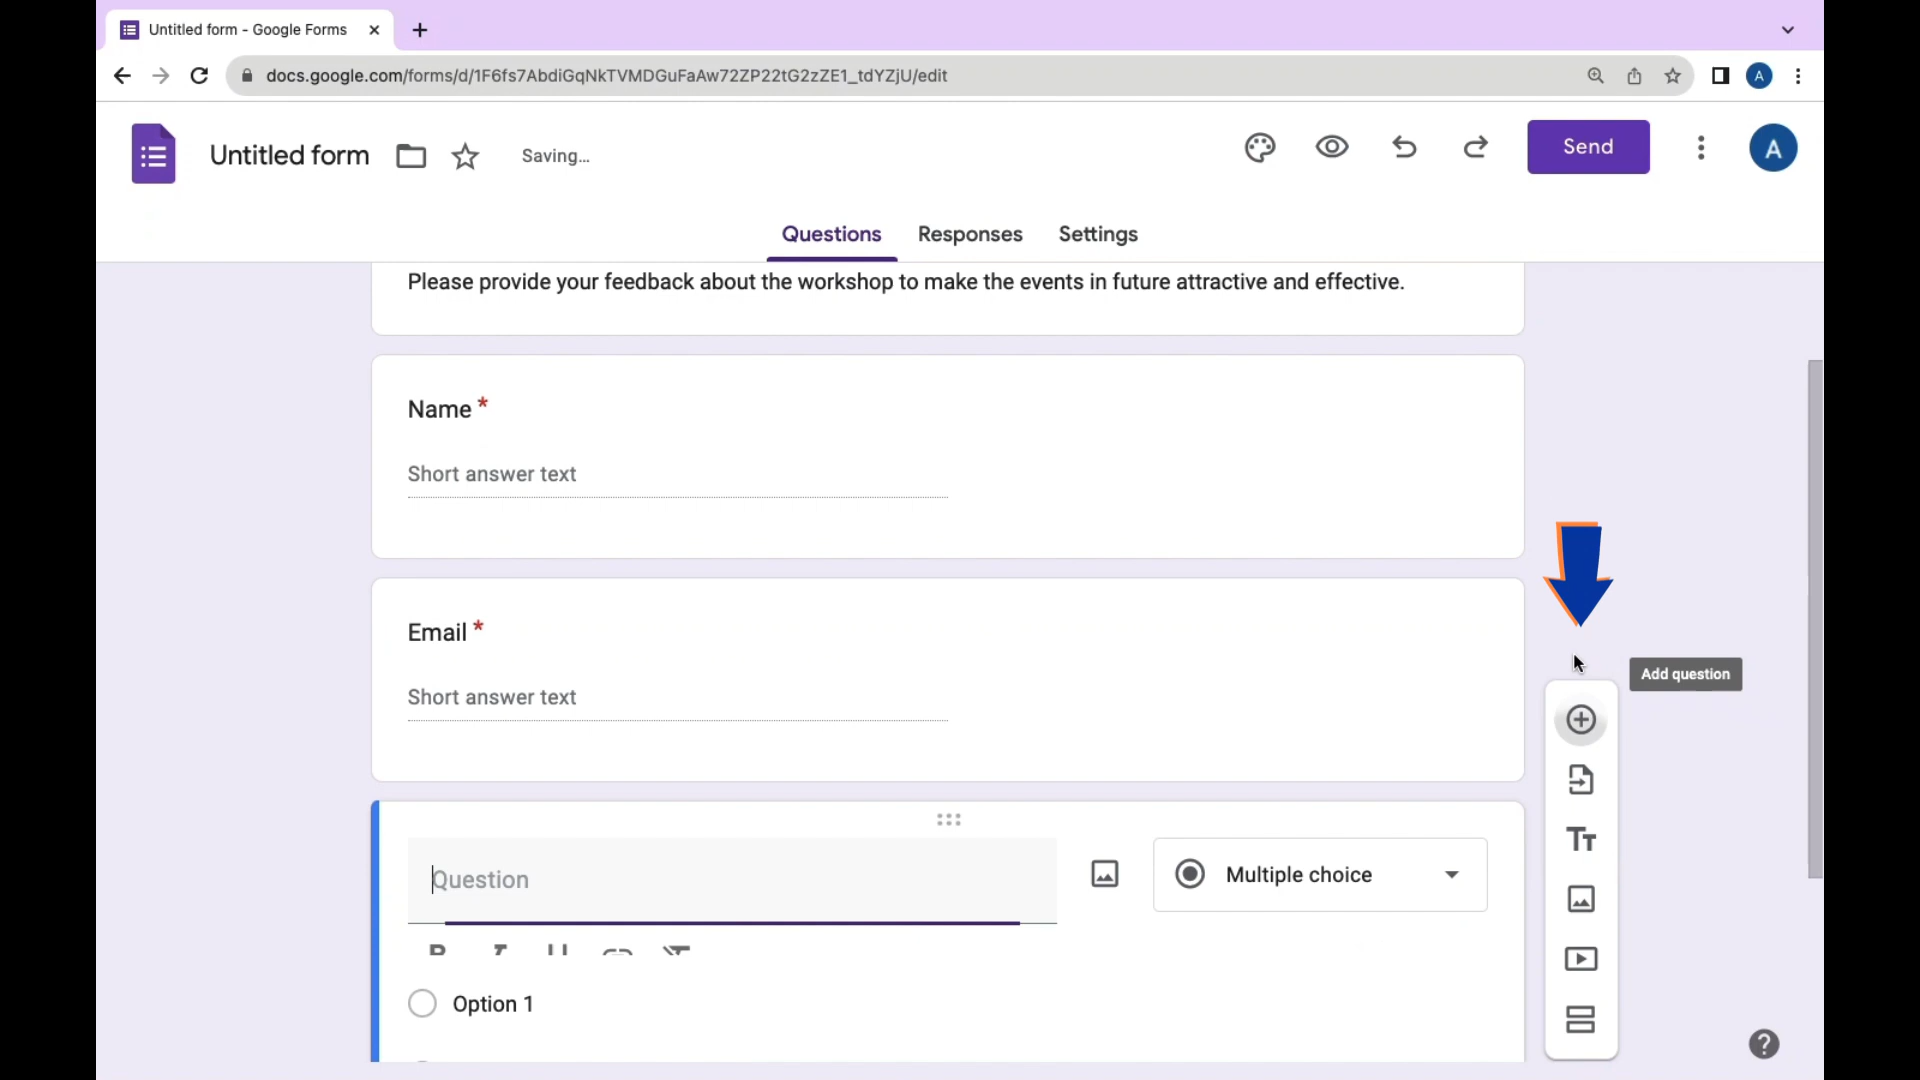 Untitled form - Google Forms
docs.google.com/forms/d/1F6fs7AbdiGqNkTVMDGuFaAw72ZP22tG2zZE1_tdYZjU/edit
A
Untitled form
Saving...
Send
A
Questions
Responses
Settings
Please provide your feedback about the workshop to make the events in future attractive and effective.
Name *
Short answer text
Email *
Short answer text
Add question
Question
Multiple choice
TT
B I U
Option 1